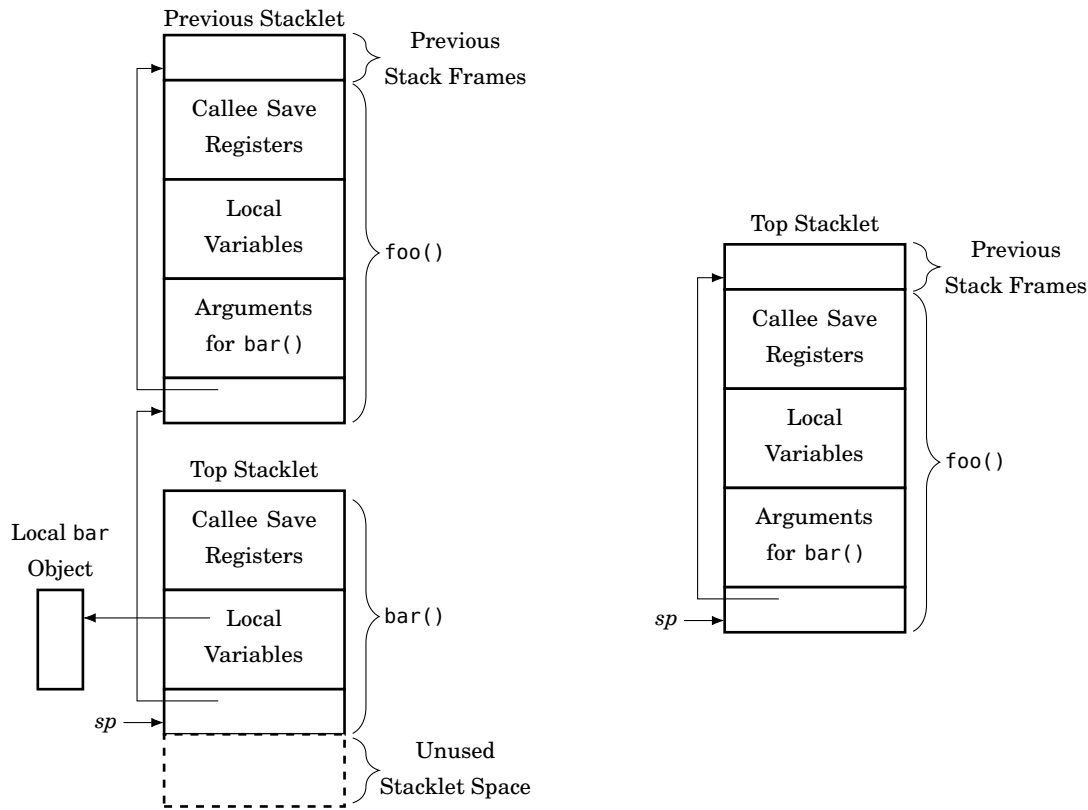 Previous Stacklet
Previous
Stack Frames
Callee Save
Registers
Local
Variables
foo()
Arguments
for bar()
Top Stacklet
Callee Save
Registers
Local bar
Object
Local
Variables
bar()
sp
Unused
Stacklet Space
Top Stacklet
Previous
Stack Frames
Callee Save
Registers
Local
Variables
foo()
Arguments
for bar()
sp